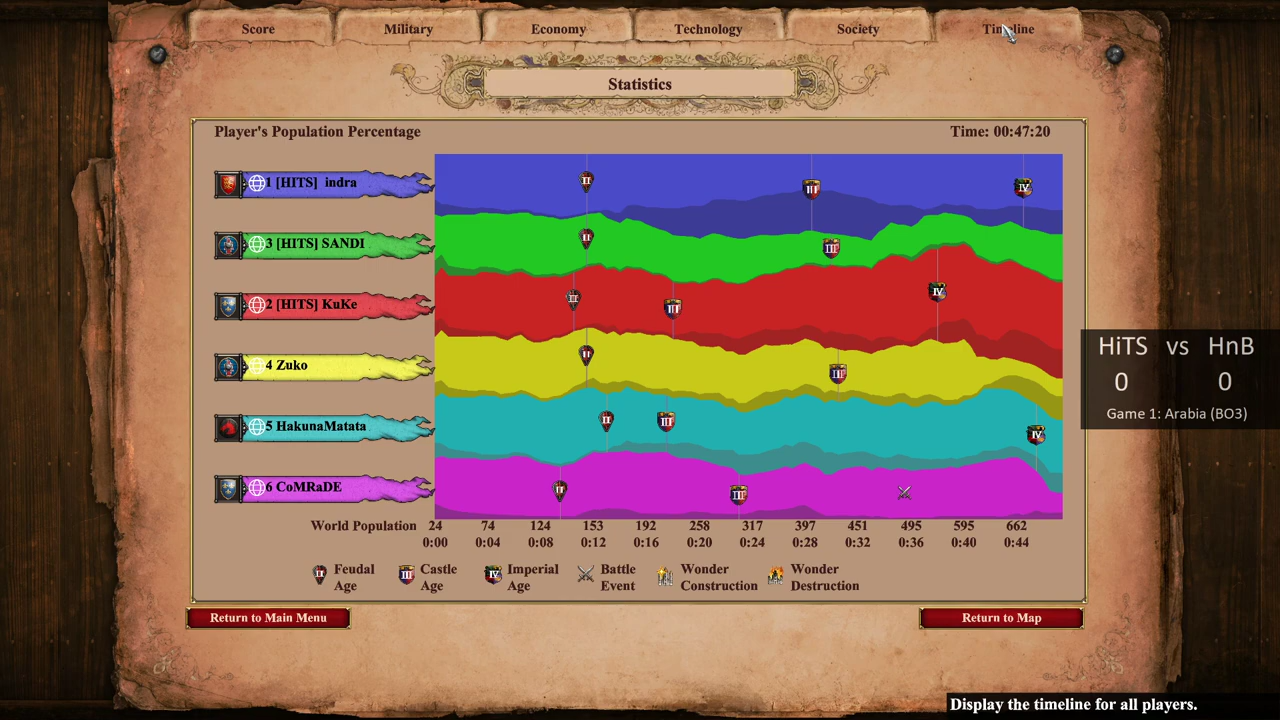 Score Military Economy Technology Society Timeline
Statistics
Player's Population Percentage Time: 00:47:20
1 [HITS] indra
3 [HITS] SANDI
2 [HITS] KuKe
4 Zuko
5 HakunaMatata
6 CoMRaDE
HiTS vs HnB
0 0
Game 1: Arabia (BO3)
World Population 24 74 124 153 192 258 317 397 451 495 595 662
0:00 0:04 0:08 0:12 0:16 0:20 0:24 0:28 0:32 0:36 0:40 0:44
Feudal Castle Imperial Battle Wonder Wonder
Age Age Age Event Construction Destruction
Return to Main Menu Return to Map
Display the timeline for all players.